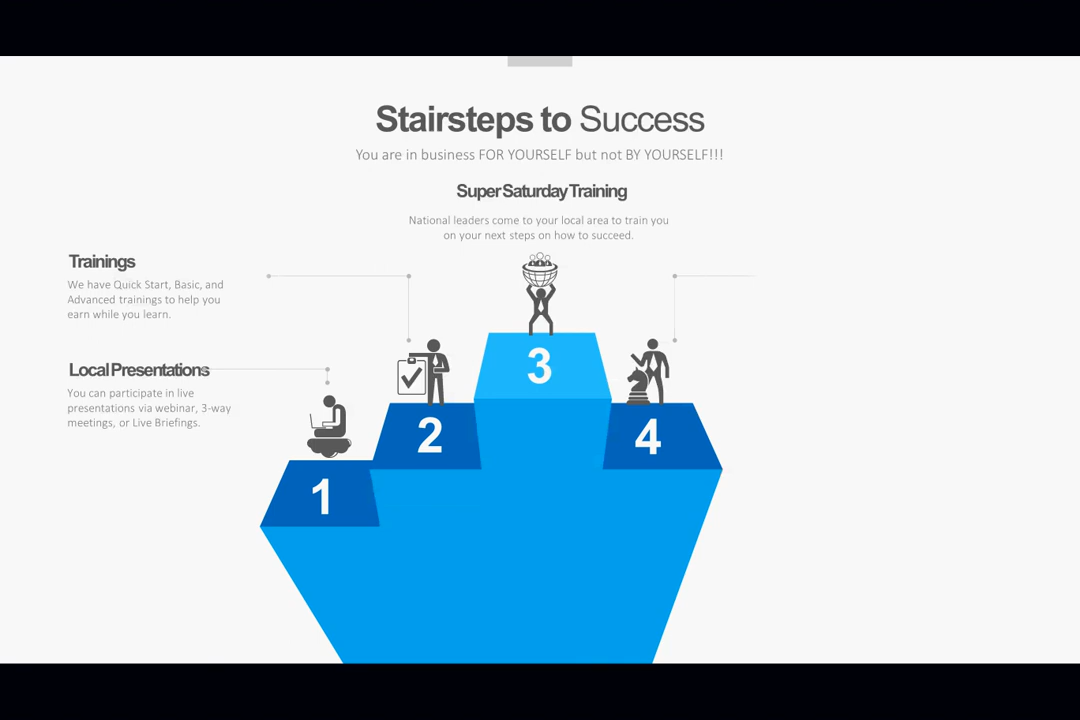 Stairsteps to Success
You are in business FOR YOURSELF but not BY YOURSELF!!!
Super Saturday Training
National leaders come to your local area to train you
on your next steps on how to succeed.
Trainings
We have Quick Start, Basic, and
Advanced trainings to help you
earn while you learn.
Local Presentations
You can participate in live
presentations via webinar, 3-way
meetings, or Live Briefings.
3
2
4
1